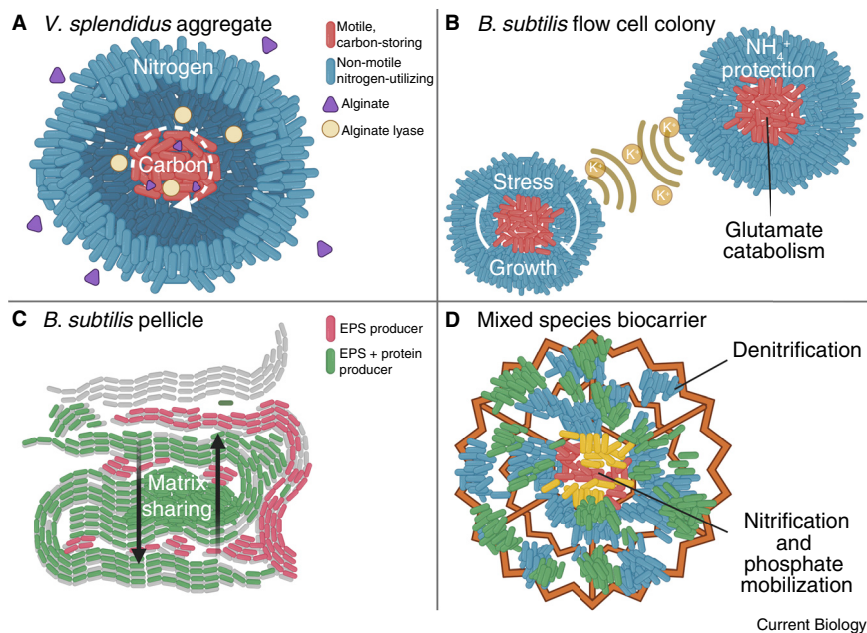 A V. splendidus aggregate
Motile,
carbon-storing
Non-motile
nitrogen-utilizing
Alginate
Alginate lyase
Nitrogen
Carbon
B B. subtilis flow cell colony
NH4+
protection
K+
K+
K+
K+
Stress
Growth
Glutamate
catabolism
C B. subtilis pellicle
EPS producer
EPS + protein
producer
Matrix
sharing
D Mixed species biocarrier
Denitrification
Nitrification
and
phosphate
mobilization
Current Biology